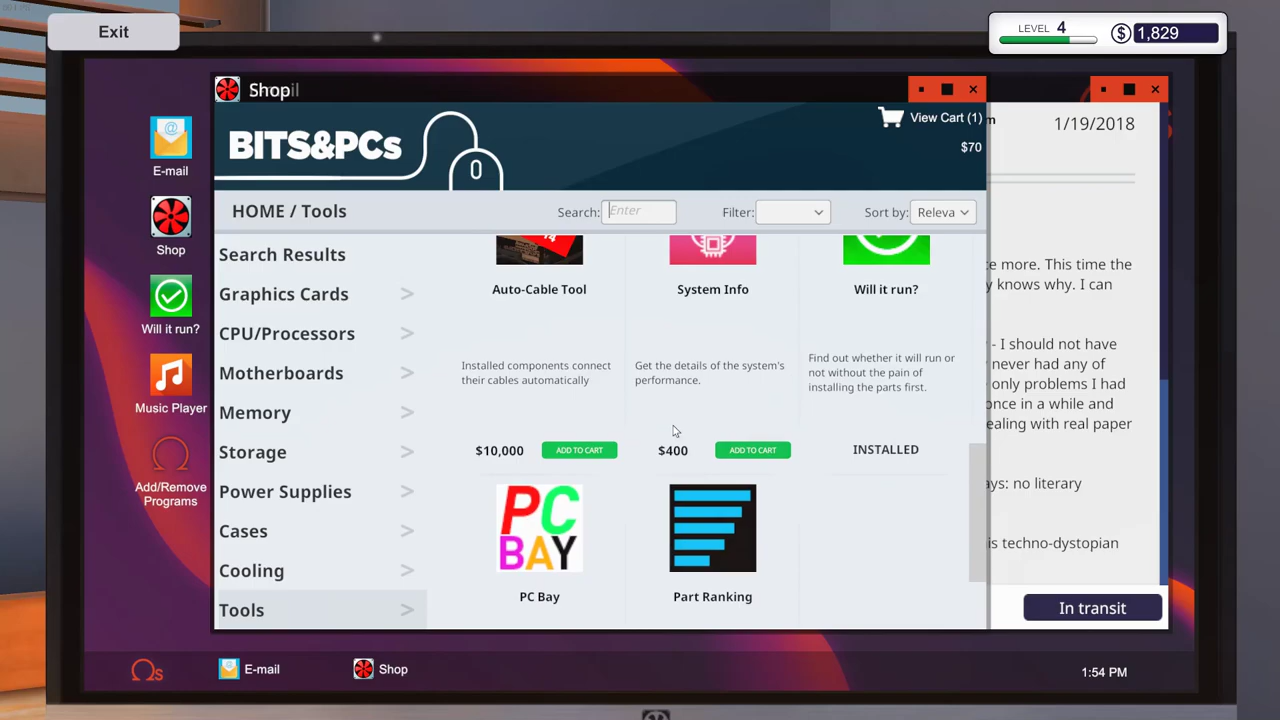 Exit
LEVEL 4
$ 1,829
Shop
View Cart (1)
$70
1/19/2018
BITS&PCs
HOME / Tools
Search: Enter
Filter:
Sort by: Releva
E-mail
Shop
Will it run?
Music Player
Add/Remove
Programs
Search Results
Graphics Cards >
CPU/Processors >
Motherboards >
Memory >
Storage >
Power Supplies >
Cases >
Cooling >
Tools >
Auto-Cable Tool
Installed components connect
their cables automatically
$10,000 ADD TO CART
System Info
Get the details of the system's
performance.
$400 ADD TO CART
Will it run?
Find out whether it will run or
not without the pain of
installing the parts first.
INSTALLED
PC
BAY
PC Bay
Part Ranking
more. This time the
knows why. I can
- I should not have
never had any of
only problems I had
once in a while and
ealing with real paper
ays: no literary
is techno-dystopian
In transit
Ωs
E-mail
Shop
1:54 PM